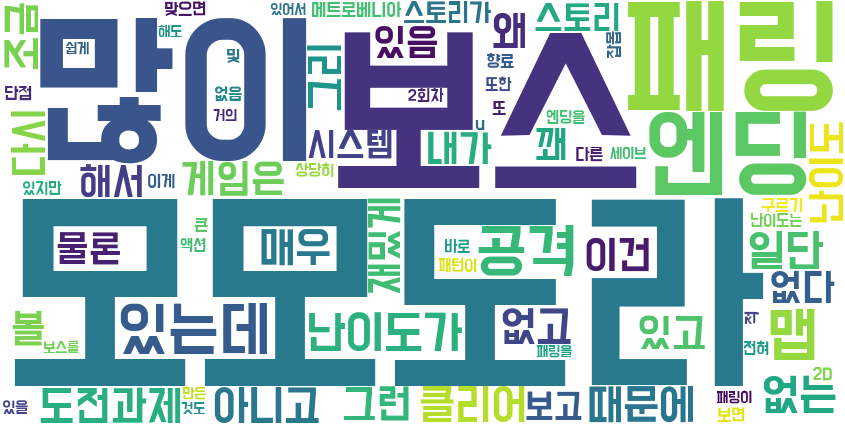 조금
맞으면
해도
있어서
메트로베니아
스토리가
왜
스토리
맵
패링
많이
쉽게
보스
있음
그리
및
없음
거의
2회차
향료
또한
또
단점
다시
시스템
내가
꽤
u
엔딩을
다른
세이브
엔딩
되어있
있지만
해서
이게
게임은
상당히
구르기
난이도는
모모도라
물론
큰
액션
매우
재밌게
바로
패턴이
공격
이건
일단
없다
적
볼
보스를
있는데
난이도가
없고
패링을
있고
전혀
맵
있을
도전과제
만든
것도
아니고
그런
클리어
보고
때문에
패링이
보면
2D
없는